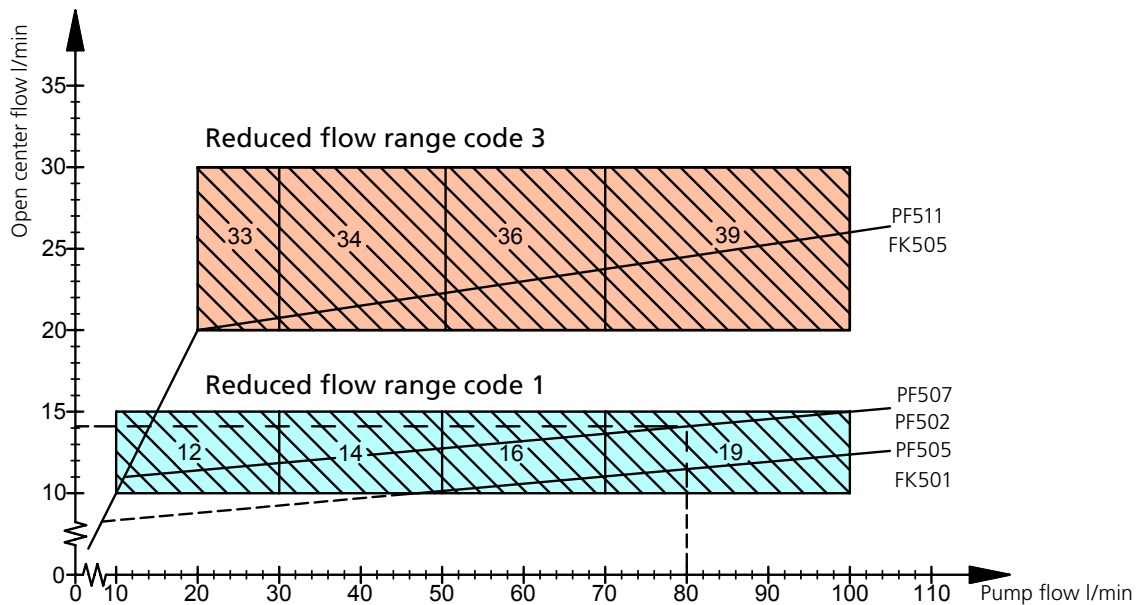 Open center flow l/min
35
Reduced flow range code 3
30
33
34
36
39
PF511
FK505
25
20
Reduced flow range code 1
15
12
14
16
19
PF507
PF502
PF505
FK501
10
0
0 10 20 30 40 50 60 70 80 90 100 110
Pump flow l/min